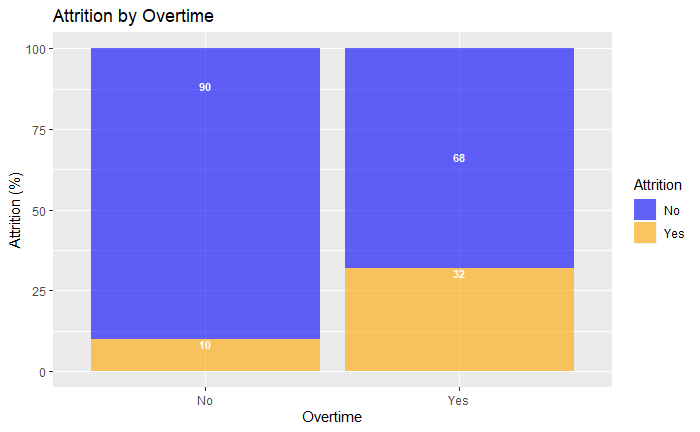 Attrition by Overtime
100
75
50
25
0
Attrition (%)
90
10
68
32
No
Yes
Overtime
Attrition
No
Yes